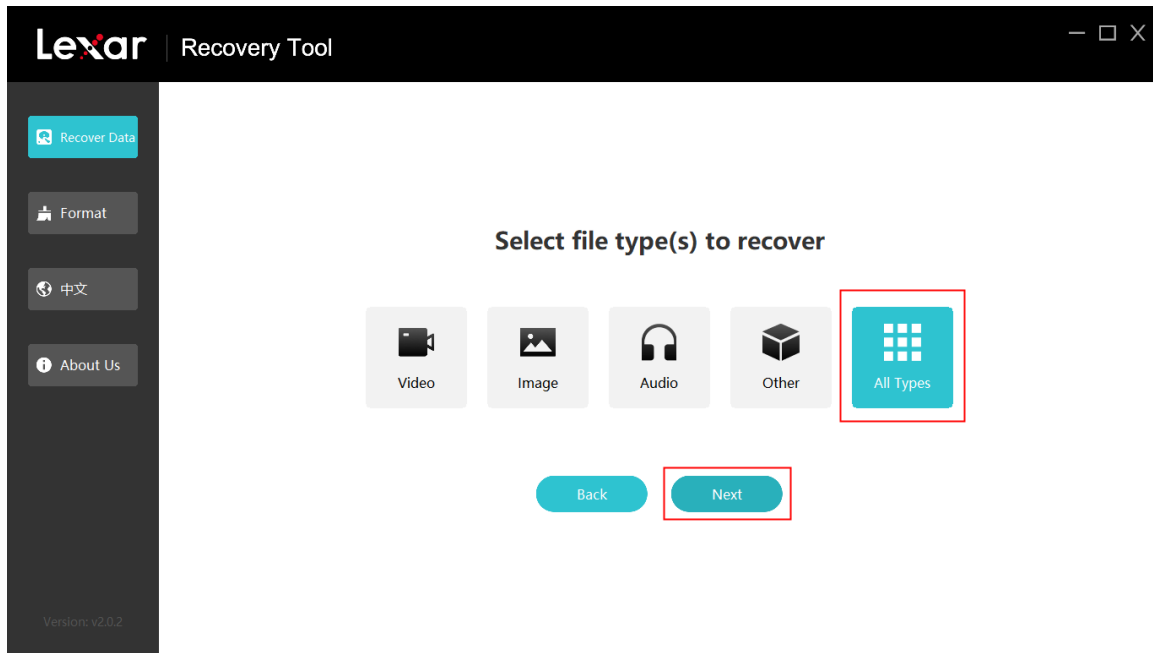 Lexar Recovery Tool
Recover Data
Format
中文
About Us
Version: v2.0.2
Select file type(s) to recover
Video Image Audio Other All Types
Back Next